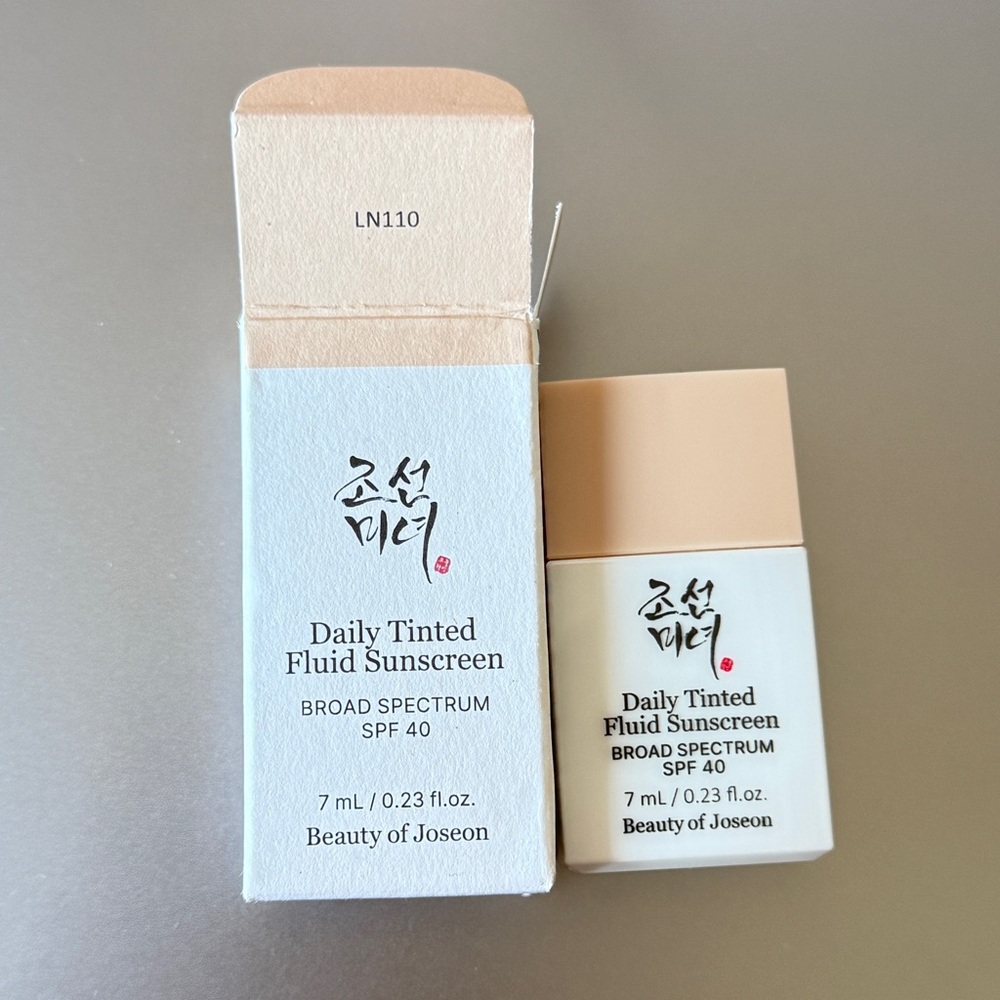 LN110
조선
미녀
Daily Tinted
Fluid Sunscreen
BROAD SPECTRUM
SPF 40
7 mL / 0.23 fl.oz.
Beauty of Joseon
조선
미녀
Daily Tinted
Fluid Sunscreen
BROAD SPECTRUM
SPF 40
7 mL / 0.23 fl.oz.
Beauty of Joseon